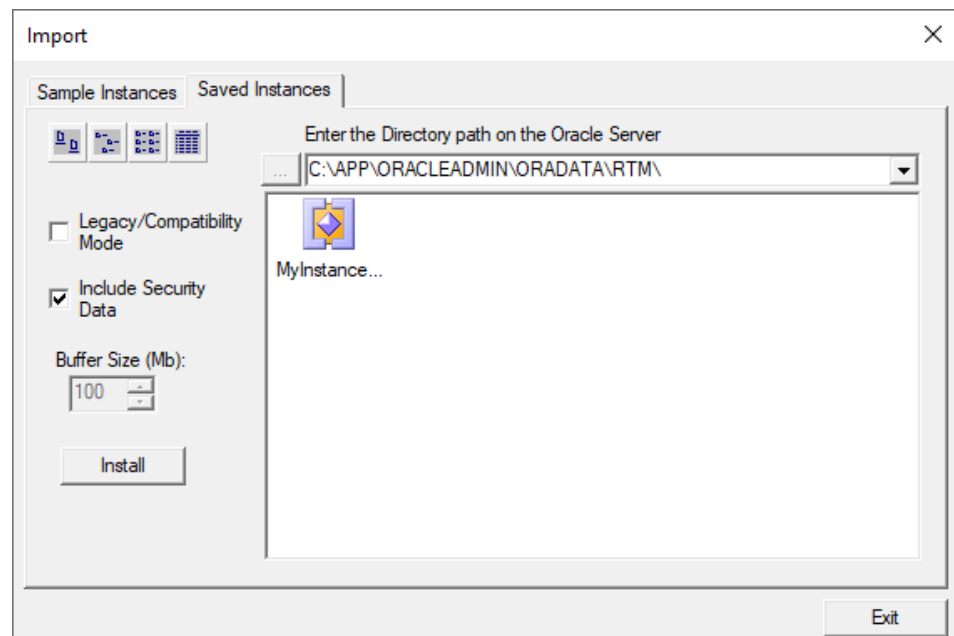 Import
Sample Instances
Saved Instances
Enter the Directory path on the Oracle Server
...
C:\APP\ORACLEADMIN\ORADATA\RTM\
Legacy/Compatibility
Mode
MyInstance...
Include Security
Data
Buffer Size (Mb):
100
Install
Exit